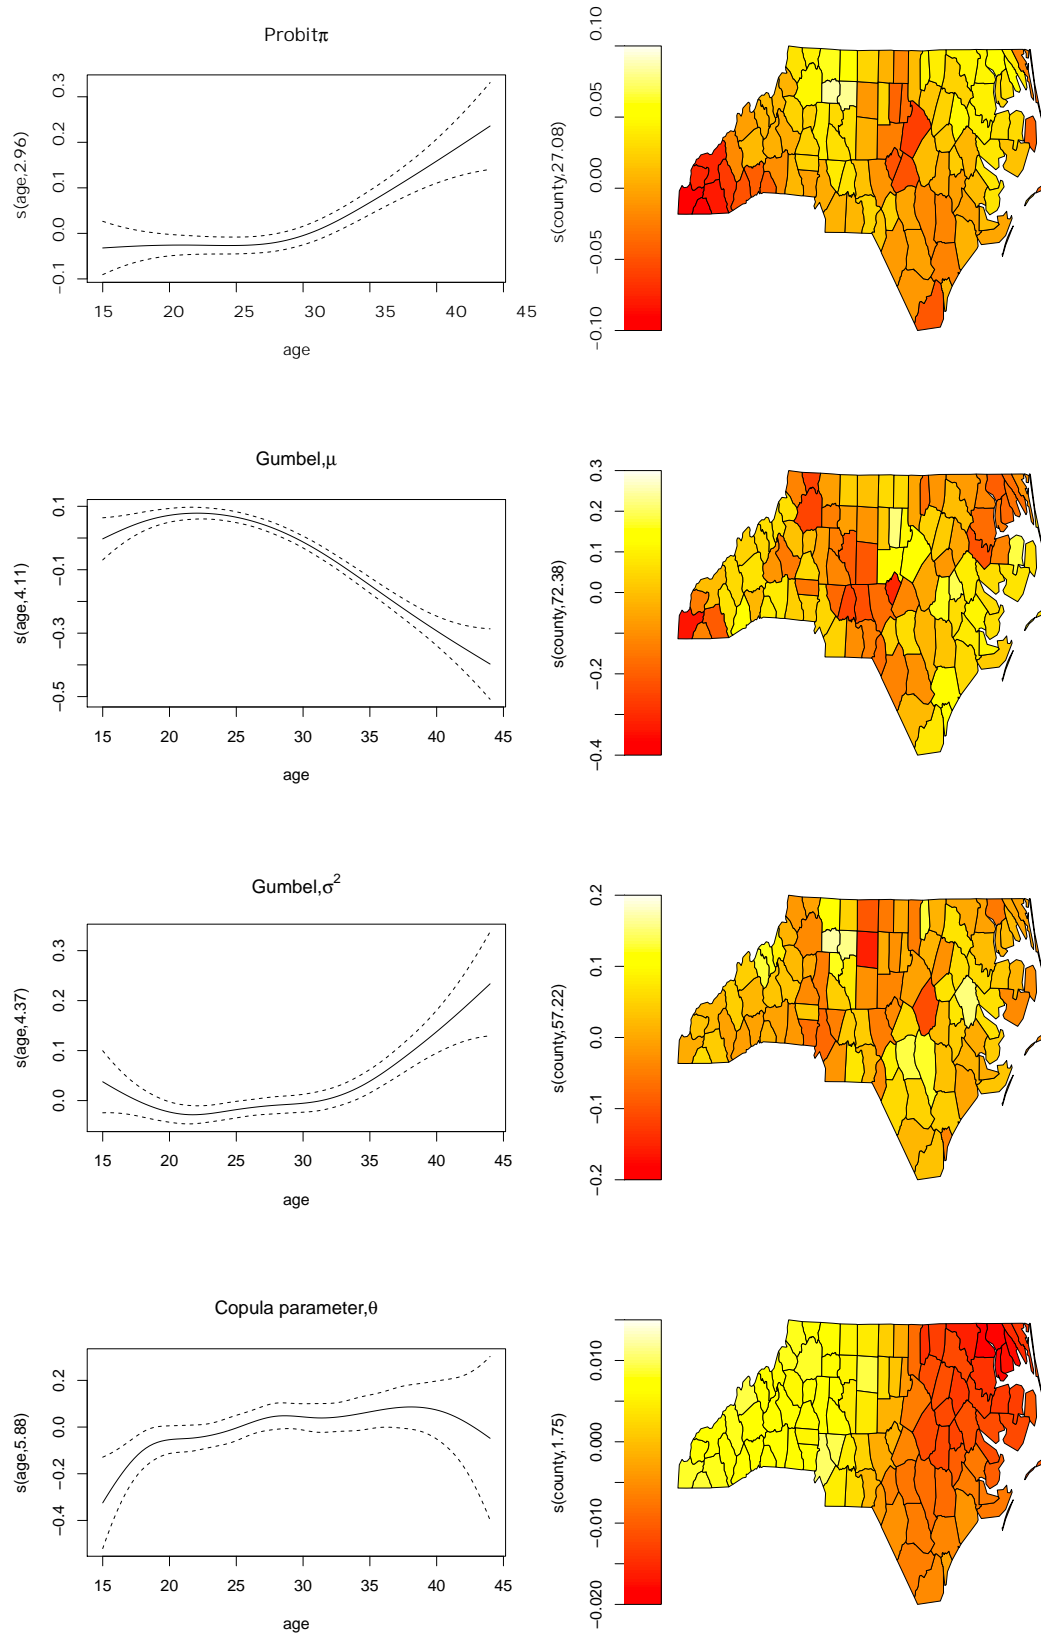 Probitπ
s(age,2.96)
−0.1 0.0 0.1 0.2 0.3
15 20 25 30 35 40 45
age
s(county,27.08)
−0.10 −0.05 0.00 0.05 0.10
Gumbel,μ
s(age,4.11)
−0.5 −0.3 −0.1 0.1
15 20 25 30 35 40 45
age
s(county,72.38)
−0.4 −0.2 0.0 0.1 0.2 0.3
Gumbel,σ²
s(age,4.37)
0.0 0.1 0.2 0.3
15 20 25 30 35 40 45
age
s(county,57.22)
−0.2 −0.1 0.0 0.1 0.2
Copula parameter,θ
s(age,5.88)
−0.4 −0.2 0.0 0.2
15 20 25 30 35 40 45
age
s(county,1.75)
−0.020 −0.010 0.000 0.010